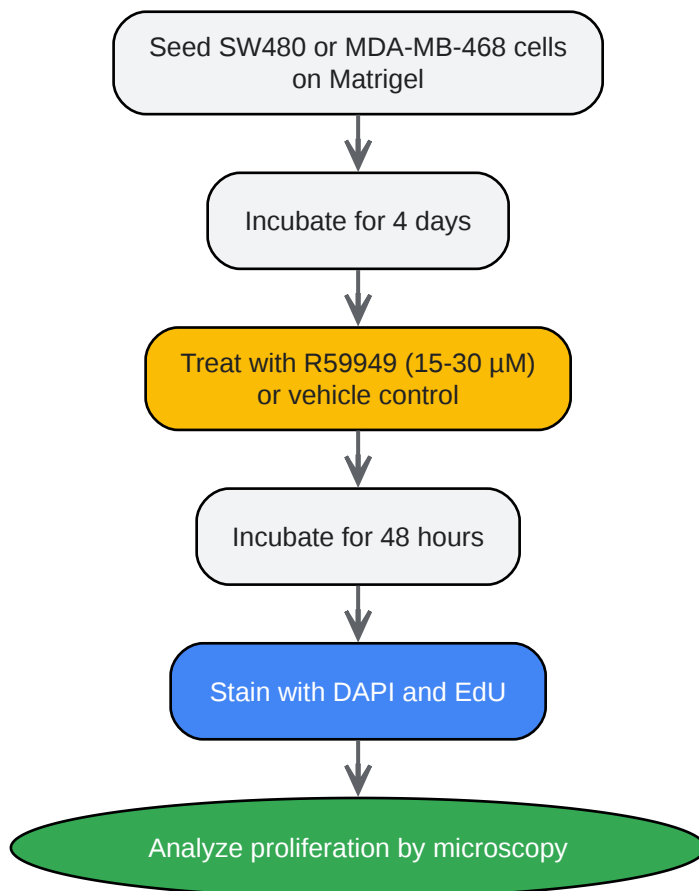 Seed SW480 or MDA-MB-468 cells
on Matrigel
Incubate for 4 days
Treat with R59949 (15-30 µM)
or vehicle control
Incubate for 48 hours
Stain with DAPI and EdU
Analyze proliferation by microscopy